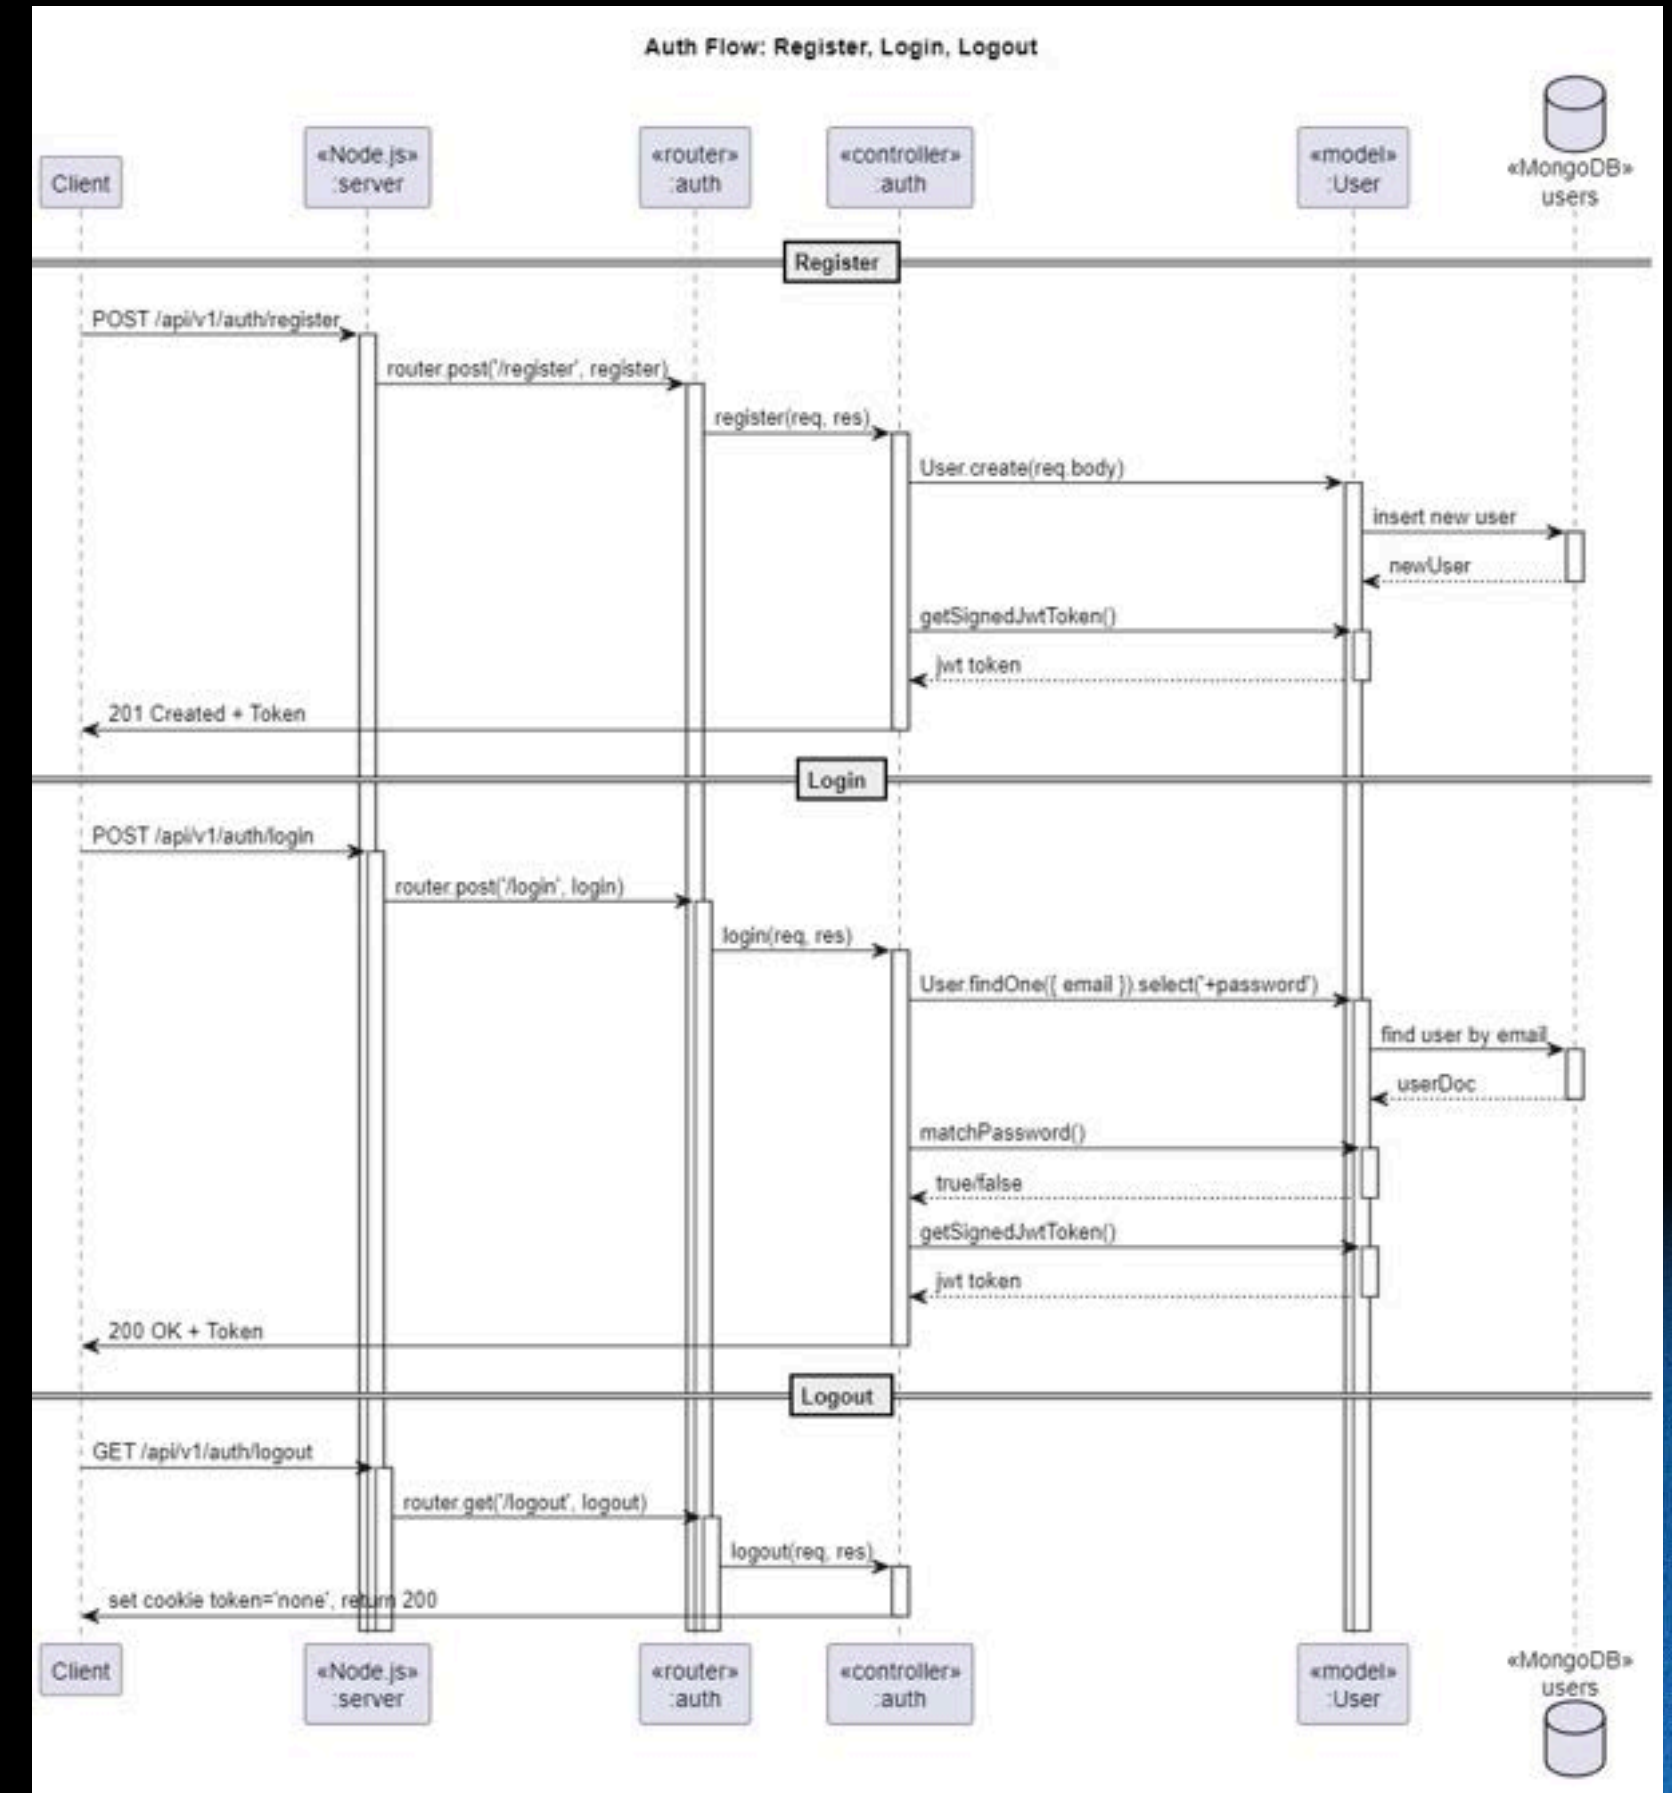 Auth Flow: Register, Login, Logout
Client
«Node.js»
:server
«router»
:auth
«controller»
:auth
«model»
:User
«MongoDB»
users
Register
POST /api/v1/auth/register
router.post('/register', register)
register(req, res)
User.create(req.body)
insert new user
newUser
getSignedJwtToken()
jwt token
201 Created + Token
Login
POST /api/v1/auth/login
router.post('/login', login)
login(req, res)
User.findOne({ email }).select('+password')
find user by email
userDoc
matchPassword()
true/false
getSignedJwtToken()
jwt token
200 OK + Token
Logout
GET /api/v1/auth/logout
router.get('/logout', logout)
logout(req, res)
set cookie token='none', return 200
Client
«Node.js»
:server
«router»
:auth
«controller»
:auth
«model»
:User
«MongoDB»
users